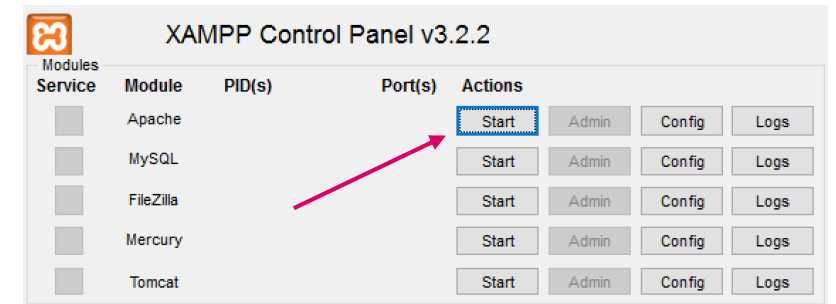 XAMPP Control Panel v3.2.2
Modules
Service Module PID(s) Port(s) Actions
Apache Start Admin Config Logs
MySQL Start Admin Config Logs
FileZilla Start Admin Config Logs
Mercury Start Admin Config Logs
Tomcat Start Admin Config Logs